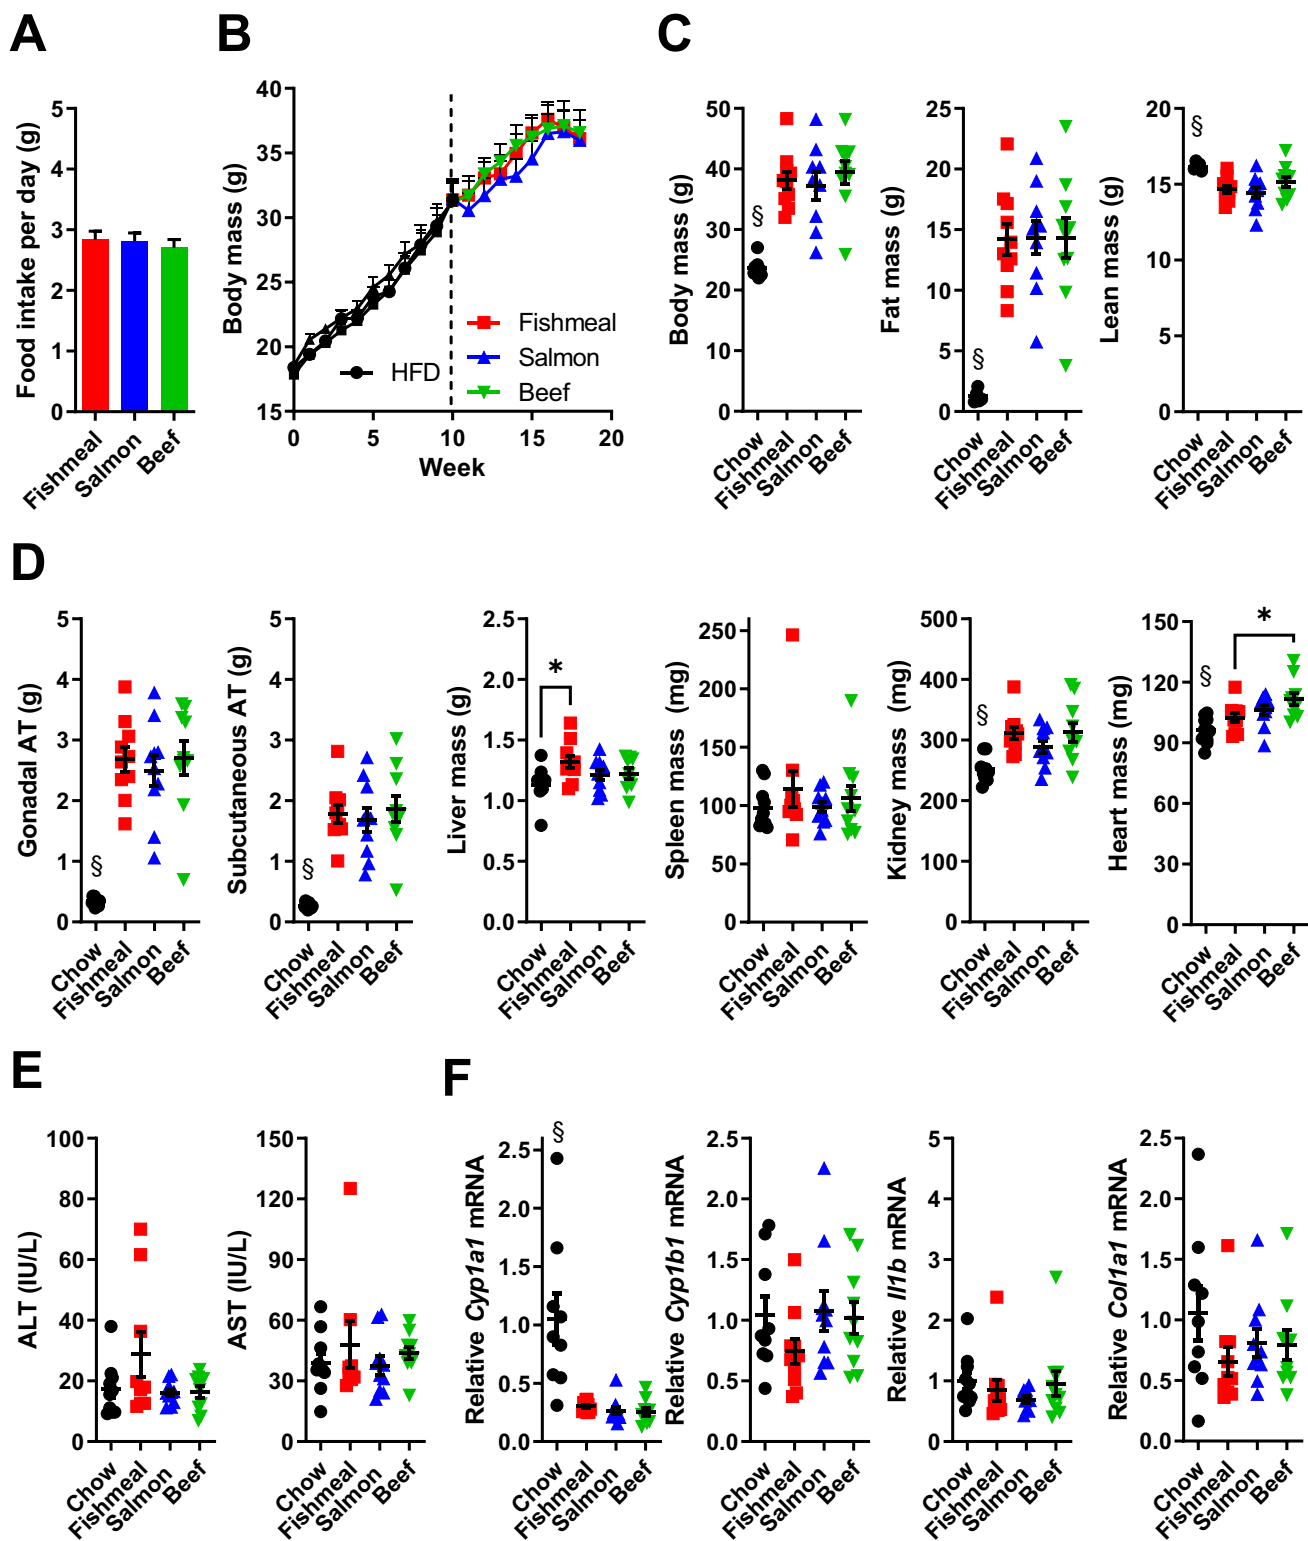 A
B
C
Food intake per day (g)
5
4
3
2
1
0
Fishmeal
Salmon
Beef
Body mass (g)
40
35
30
25
20
15
0
5
10
15
20
Week
HFD
Fishmeal
Salmon
Beef
Body mass (g)
50
40
30
20
10
0
§
Chow
Fishmeal
Salmon
Beef
Fat mass (g)
25
20
15
10
5
0
§
Chow
Fishmeal
Salmon
Beef
Lean mass (g)
20
15
10
5
0
§
Chow
Fishmeal
Salmon
Beef
D
Gonadal AT (g)
5
4
3
2
1
0
§
Chow
Fishmeal
Salmon
Beef
Subcutaneous AT (g)
5
4
3
2
1
0
§
Chow
Fishmeal
Salmon
Beef
Liver mass (g)
2.5
2.0
1.5
1.0
0.5
0.0
*
Chow
Fishmeal
Salmon
Beef
Spleen mass (mg)
250
200
150
100
50
0
Chow
Fishmeal
Salmon
Beef
Kidney mass (mg)
500
400
300
200
100
0
§
Chow
Fishmeal
Salmon
Beef
Heart mass (mg)
150
120
90
60
30
0
§
*
Chow
Fishmeal
Salmon
Beef
E
F
ALT (IU/L)
100
80
60
40
20
0
Chow
Fishmeal
Salmon
Beef
AST (IU/L)
150
120
90
60
30
0
Chow
Fishmeal
Salmon
Beef
Relative Cyp1a1 mRNA
2.5
2.0
1.5
1.0
0.5
0.0
§
Chow
Fishmeal
Salmon
Beef
Relative Cyp1b1 mRNA
2.5
2.0
1.5
1.0
0.5
0.0
Chow
Fishmeal
Salmon
Beef
Relative Il1b mRNA
5
4
3
2
1
0
Chow
Fishmeal
Salmon
Beef
Relative Col1a1 mRNA
2.5
2.0
1.5
1.0
0.5
0.0
Chow
Fishmeal
Salmon
Beef